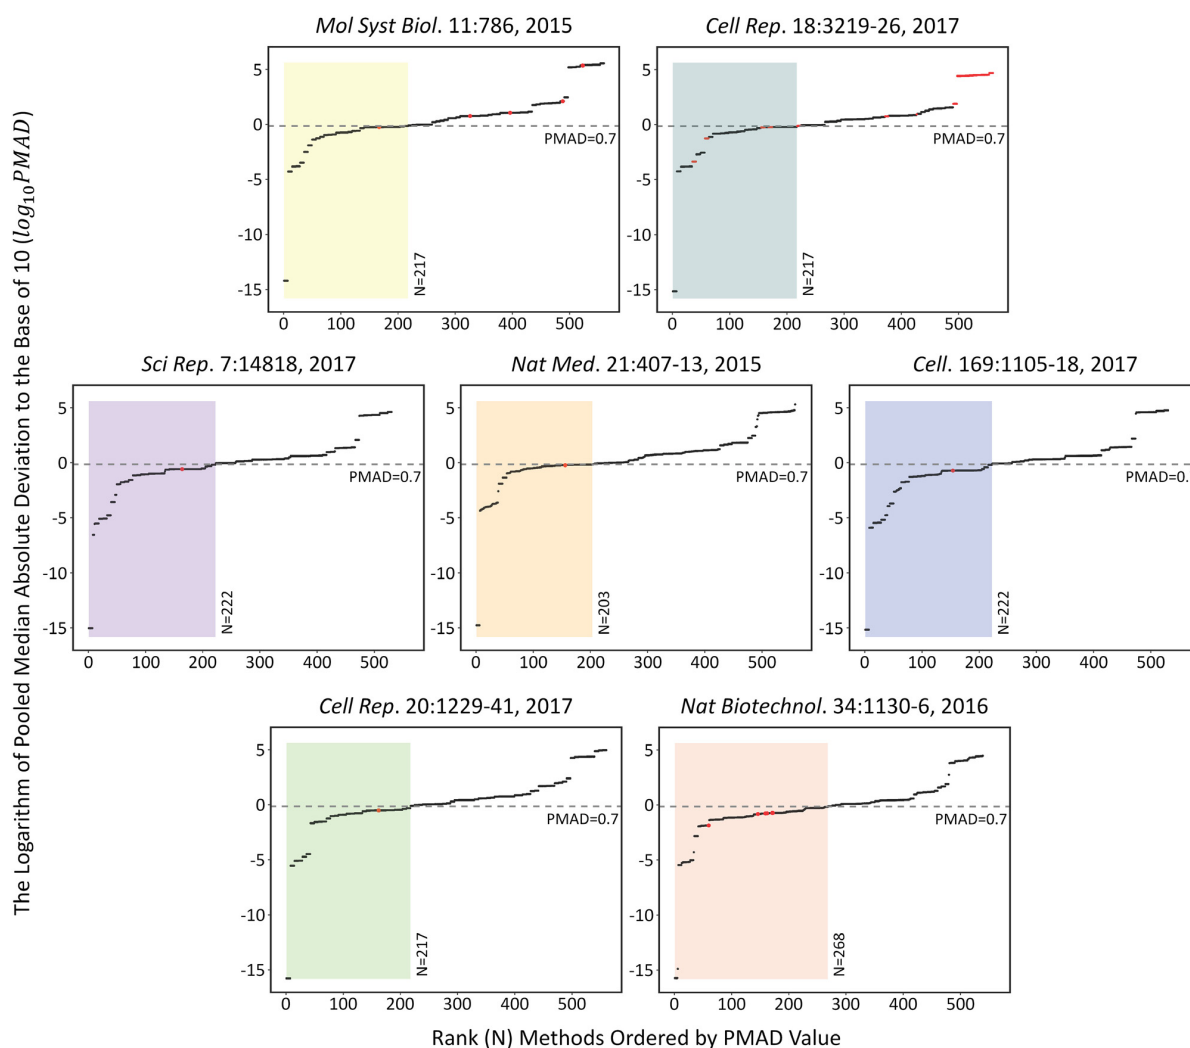 The Logarithm of Pooled Median Absolute Deviation to the Base of 10 (log₁₀PMAD)
Mol Syst Biol. 11:786, 2015
5
0
-5
-10
-15
PMAD=0.7
N=217
0 100 200 300 400 500
Cell Rep. 18:3219-26, 2017
5
0
-5
-10
-15
PMAD=0.7
N=217
0 100 200 300 400 500
Sci Rep. 7:14818, 2017
5
0
-5
-10
-15
PMAD=0.7
N=222
0 100 200 300 400 500
Nat Med. 21:407-13, 2015
5
0
-5
-10
-15
PMAD=0.7
N=203
0 100 200 300 400 500
Cell. 169:1105-18, 2017
5
0
-5
-10
-15
PMAD=0.
N=222
0 100 200 300 400 500
Cell Rep. 20:1229-41, 2017
5
0
-5
-10
-15
PMAD=0.7
N=217
0 100 200 300 400 500
Nat Biotechnol. 34:1130-6, 2016
5
0
-5
-10
-15
PMAD=0.7
N=268
0 100 200 300 400 500
Rank (N) Methods Ordered by PMAD Value